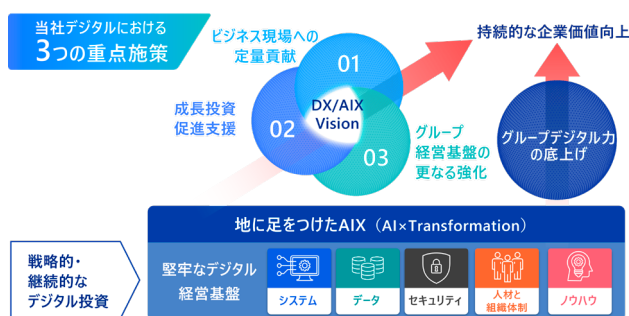 当社デジタルにおける
3つの重点施策
ビジネス現場への
定量貢献
持続的な企業価値向上
01
DX/AIX
Vision
成長投資
促進支援
02
03
グループ
経営基盤の
更なる強化
グループデジタル力
の底上げ
地に足をつけたAIX（AI×Transformation）
戦略的・
継続的な
デジタル投資
堅牢なデジタル
経営基盤
システム
データ
セキュリティ
人材と
組織体制
ノウハウ